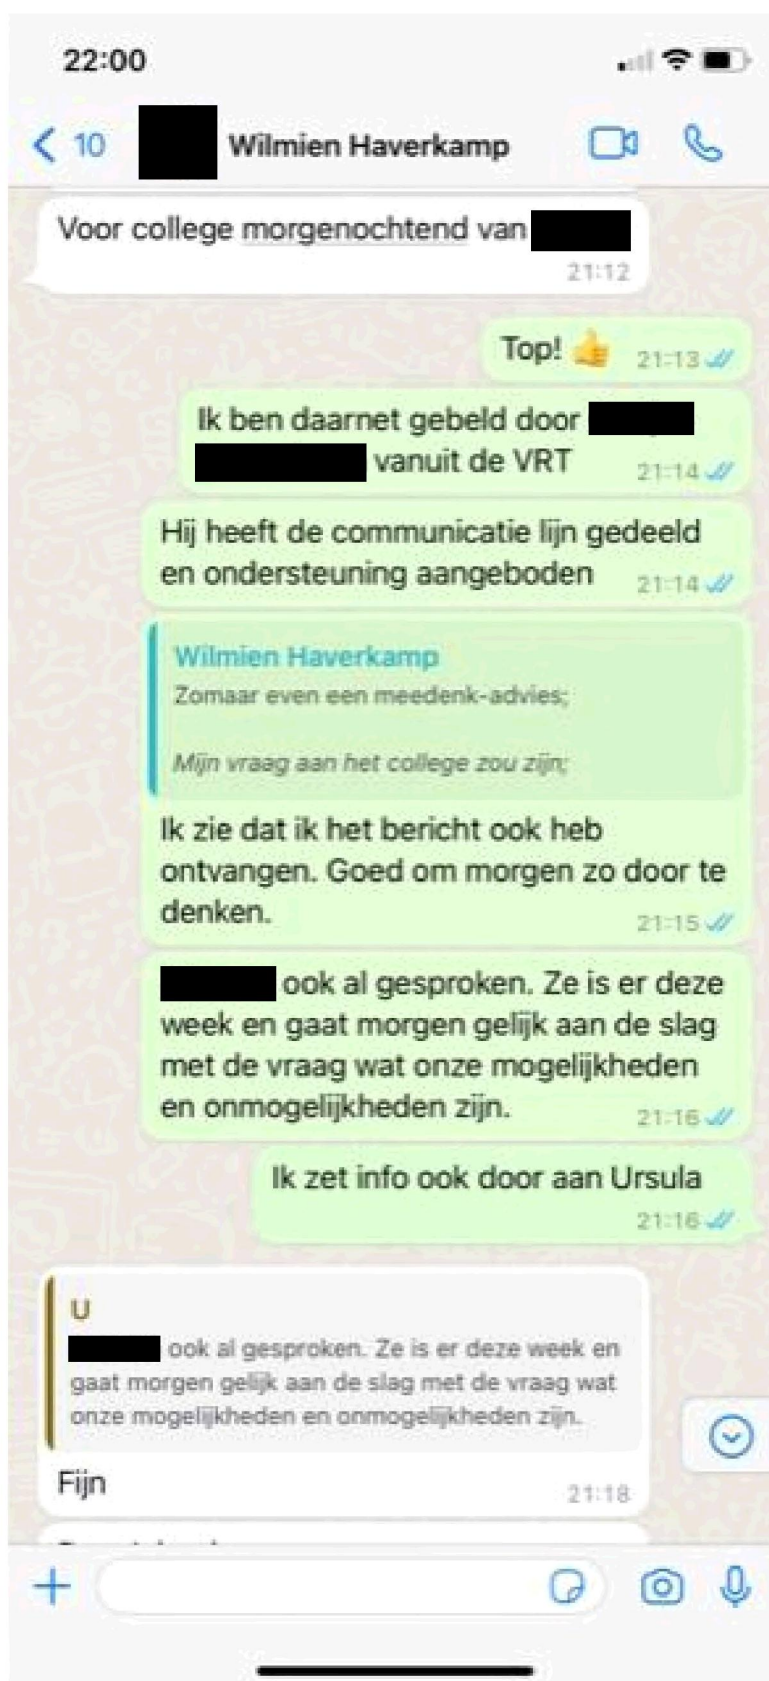 22:00
10
Wilmien Haverkamp
Voor college morgenochtend van
21:12
Top! 👍 21:13
Ik ben daarnet gebeld door
vanuit de VRT 21:14
Hij heeft de communicatie lijn gedeeld
en ondersteuning aangeboden 21:14
Wilmien Haverkamp
Zomaar even een meedenk-advies;
Mijn vraag aan het college zou zijn;
Ik zie dat ik het bericht ook heb
ontvangen. Goed om morgen zo door te
denken. 21:15
ook al gesproken. Ze is er deze
week en gaat morgen gelijk aan de slag
met de vraag wat onze mogelijkheden
en onmogelijkheden zijn. 21:16
Ik zet info ook door aan Ursula
21:16
U
ook al gesproken. Ze is er deze week en
gaat morgen gelijk aan de slag met de vraag wat
onze mogelijkheden en onmogelijkheden zijn.
Fijn 21:18